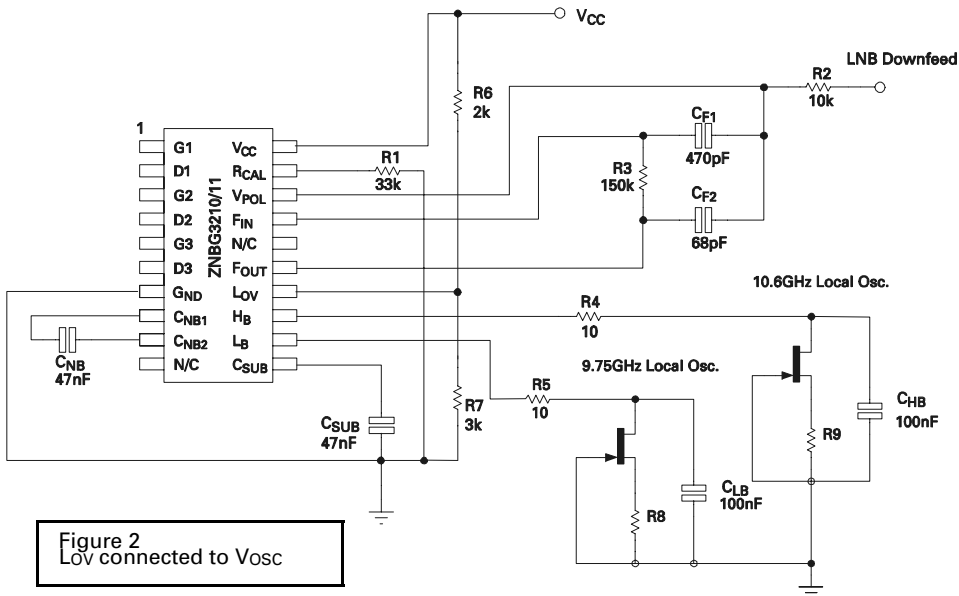 VCC
LNB Downfeed
R2
10k
R6
2k
CF1
470pF
1
G1
VCC
R1
33k
D1
RCAL
R3
150k
G2
VPOL
CF2
68pF
D2
FIN
G3
N/C
D3
FOUT
ZNBG3210/11
GND
LOV
10.6GHz Local Osc.
R4
10
CNB1
HB
CNB2
LB
CNB
47nF
N/C
CSUB
9.75GHz Local Osc.
R5
10
R7
3k
CSUB
47nF
CHB
100nF
R9
CLB
100nF
R8
Figure 2
LOV connected to VOSC